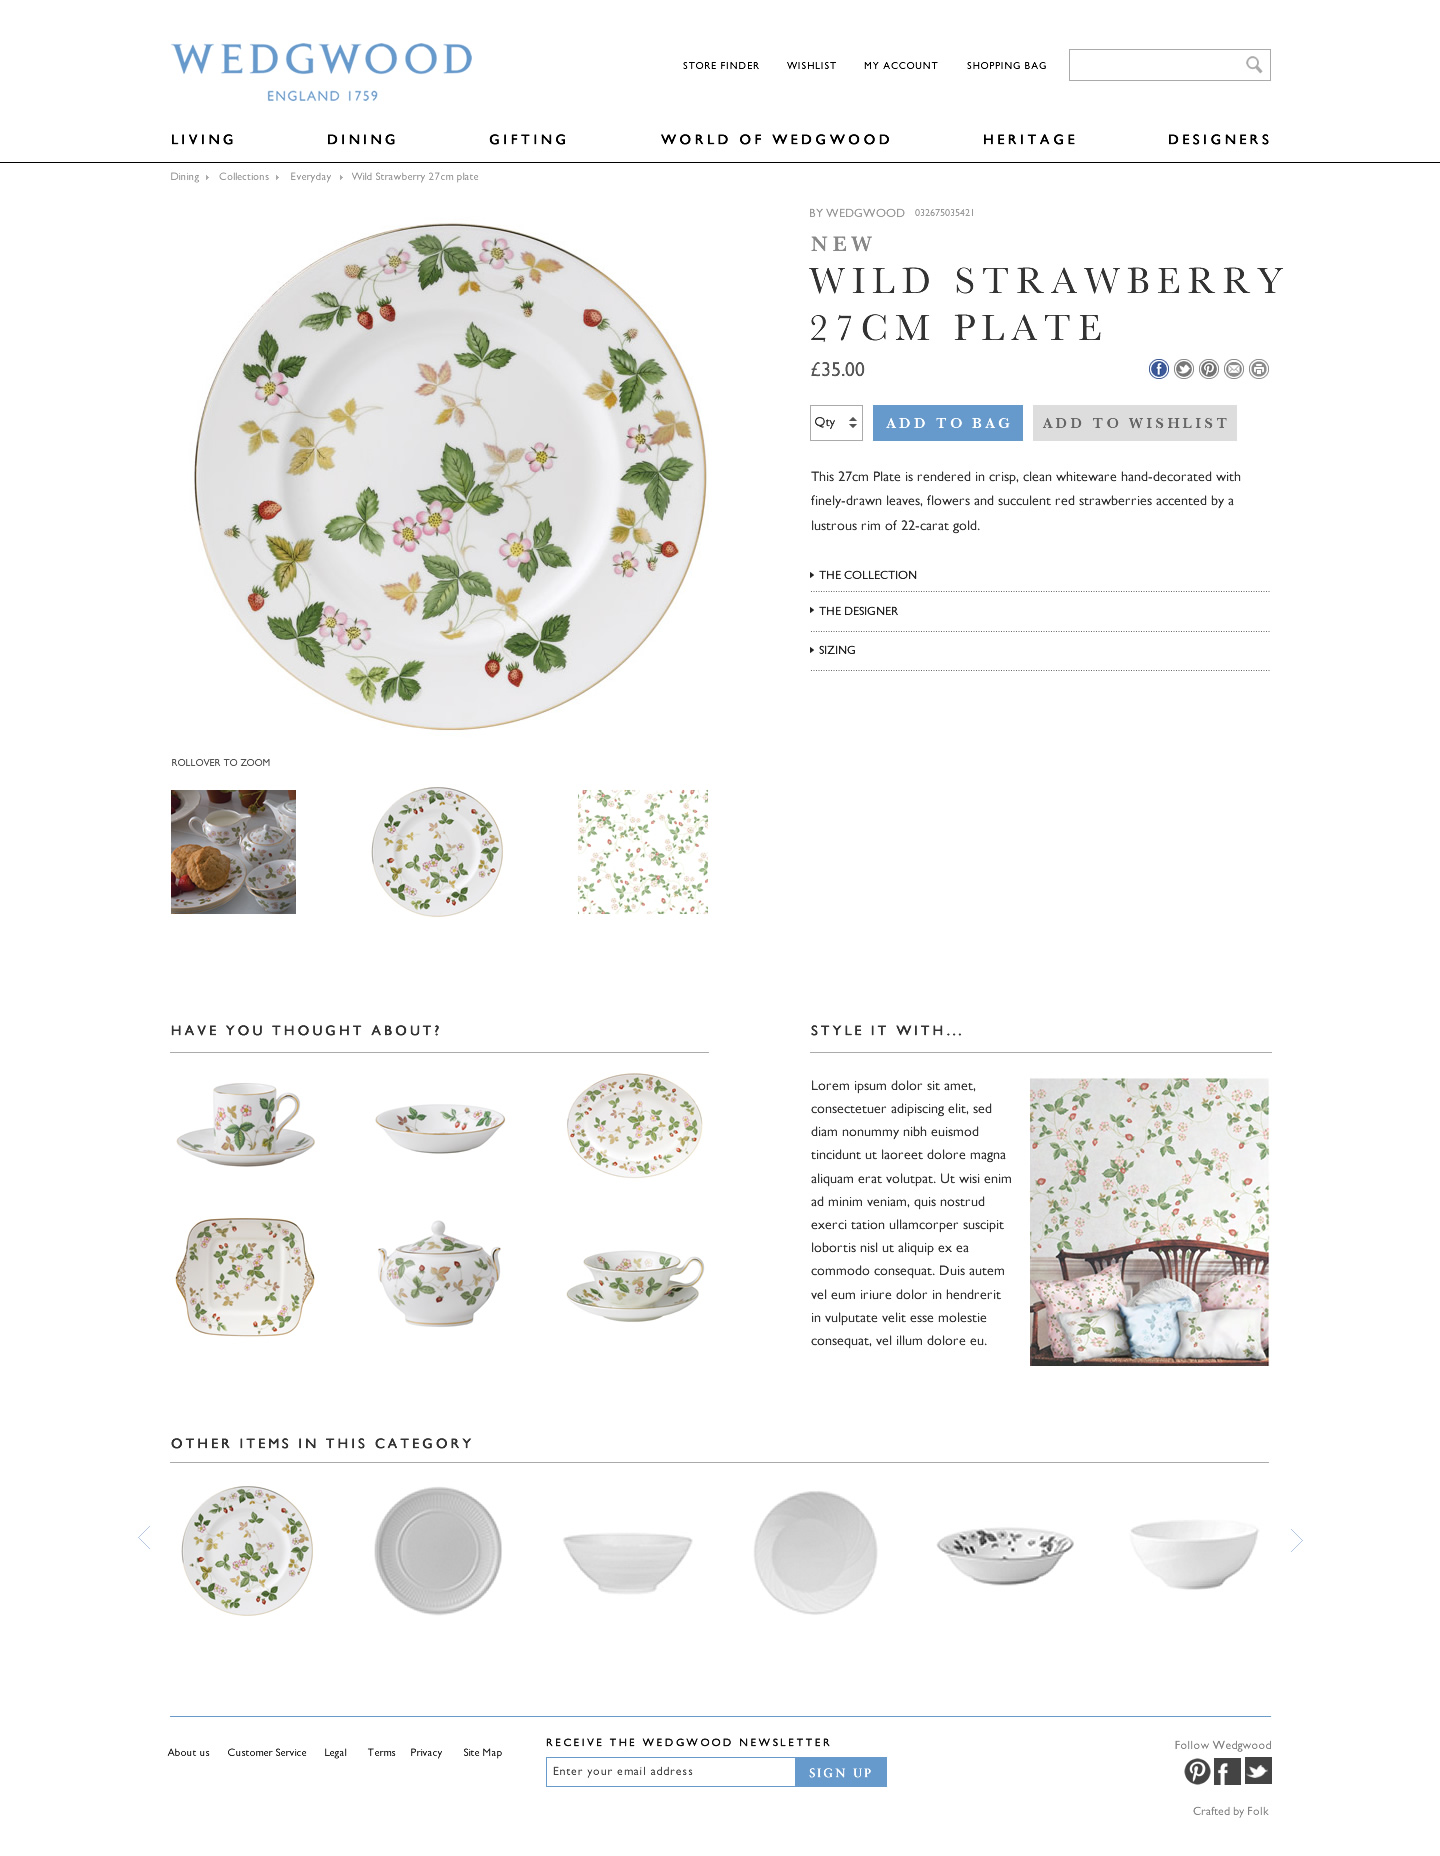 WEDGWOOD
ENGLAND 1759
STORE FINDER WISHLIST MY ACCOUNT SHOPPING BAG
LIVING DINING GIFTING WORLD OF WEDGWOOD HERITAGE DESIGNERS
Dining Collections Everyday Wild Strawberry 27cm plate
BY WEDGWOOD 032675035421
NEW
WILD STRAWBERRY
27CM PLATE
£35.00
Qty ADD TO BAG ADD TO WISHLIST
This 27cm Plate is rendered in crisp, clean whiteware hand-decorated with
finely-drawn leaves, flowers and succulent red strawberries accented by a
lustrous rim of 22-carat gold.
THE COLLECTION
THE DESIGNER
SIZING
ROLLOVER TO ZOOM
HAVE YOU THOUGHT ABOUT?
STYLE IT WITH...
Lorem ipsum dolor sit amet,
consectetuer adipiscing elit, sed
diam nonummy nibh euismod
tincidunt ut laoreet dolore magna
aliquam erat volutpat. Ut wisi enim
ad minim veniam, quis nostrud
exerci tation ullamcorper suscipit
lobortis nisl ut aliquip ex ea
commodo consequat. Duis autem
vel eum iriure dolor in hendrerit
in vulputate velit esse molestie
consequat, vel illum dolore eu.
OTHER ITEMS IN THIS CATEGORY
About us Customer Service Legal Terms Privacy Site Map
RECEIVE THE WEDGWOOD NEWSLETTER
Enter your email address SIGN UP
Follow Wedgwood
Crafted by Folk